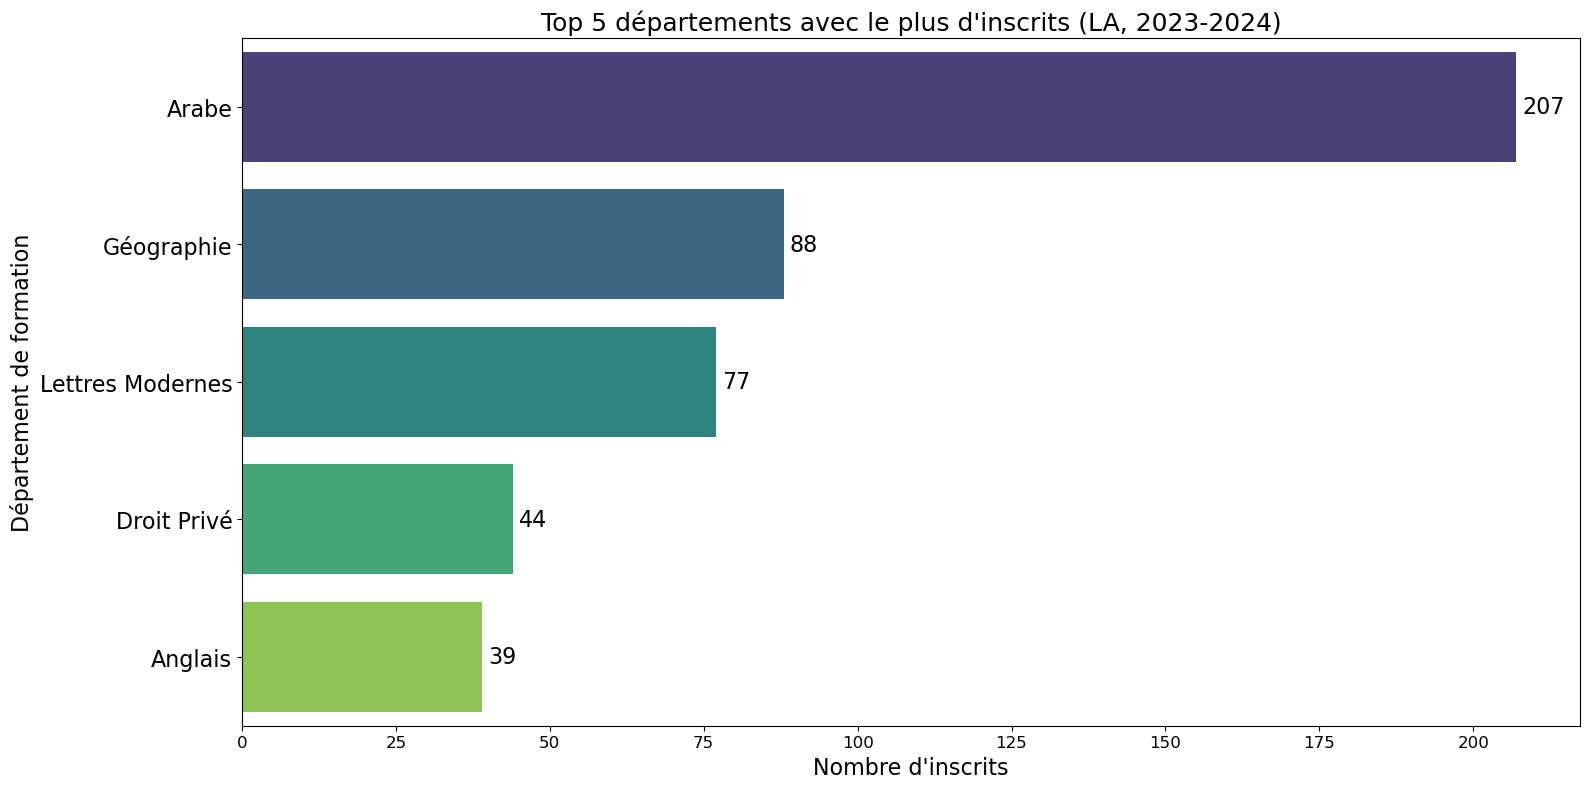 Top 5 départements avec le plus d'inscrits (LA, 2023-2024)
Département de formation
Arabe
207
Géographie
88
Lettres Modernes
77
Droit Privé
44
Anglais
39
0 25 50 75 100 125 150 175 200
Nombre d'inscrits